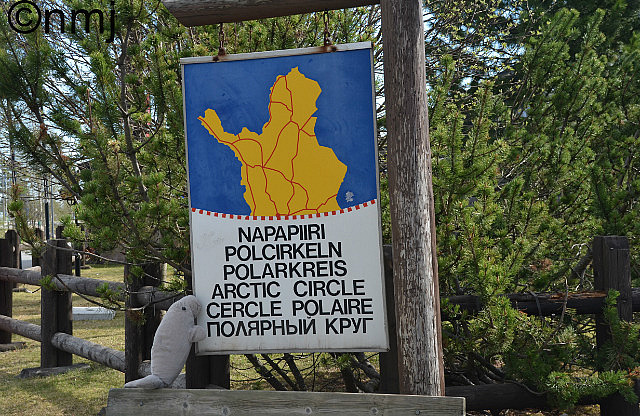 ©nmj
NAPAPIIRI
POLCIRKELN
POLARKREIS
ARCTIC CIRCLE
CERCLE POLAIRE
ПОЛЯРНЫЙ КРУГ